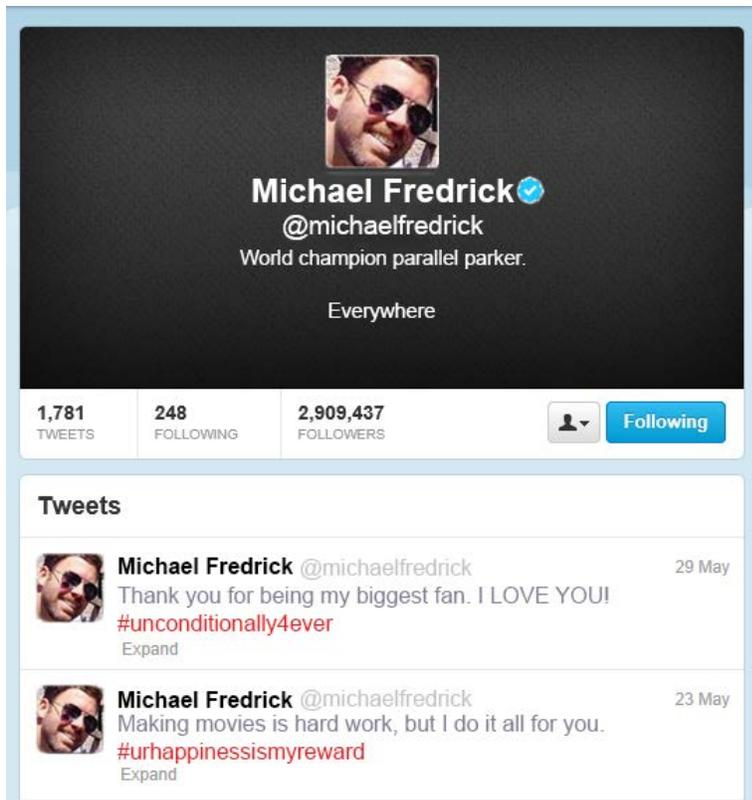 Michael Fredrick
@michaelfredrick
World champion parallel parker.
Everywhere
1,781 248 2,909,437
TWEETS FOLLOWING FOLLOWERS
Following
Tweets
Michael Fredrick @michaelfredrick 29 May
Thank you for being my biggest fan. I LOVE YOU!
#unconditionally4ever
Expand
Michael Fredrick @michaelfredrick 23 May
Making movies is hard work, but I do it all for you.
#urhappinessismyreward
Expand